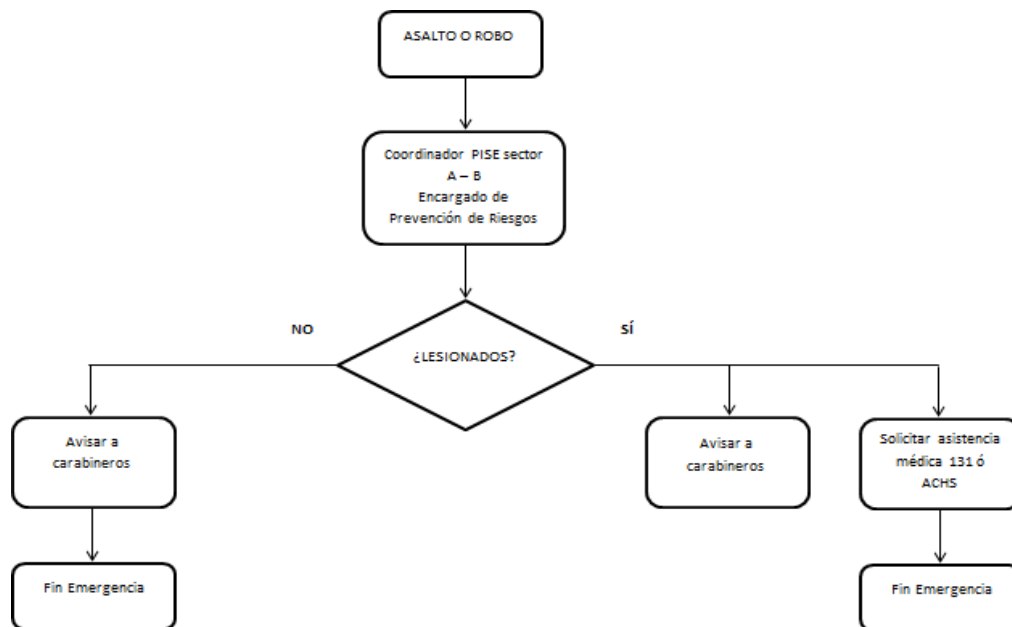 ASALTO O ROBO
Coordinador PISE sector
A – B
Encargado de
Prevención de Riesgos
NO
SÍ
¿LESIONADOS?
Avisar a
carabineros
Avisar a
carabineros
Solicitar asistencia
médica 131 ó
ACHS
Fin Emergencia
Fin Emergencia